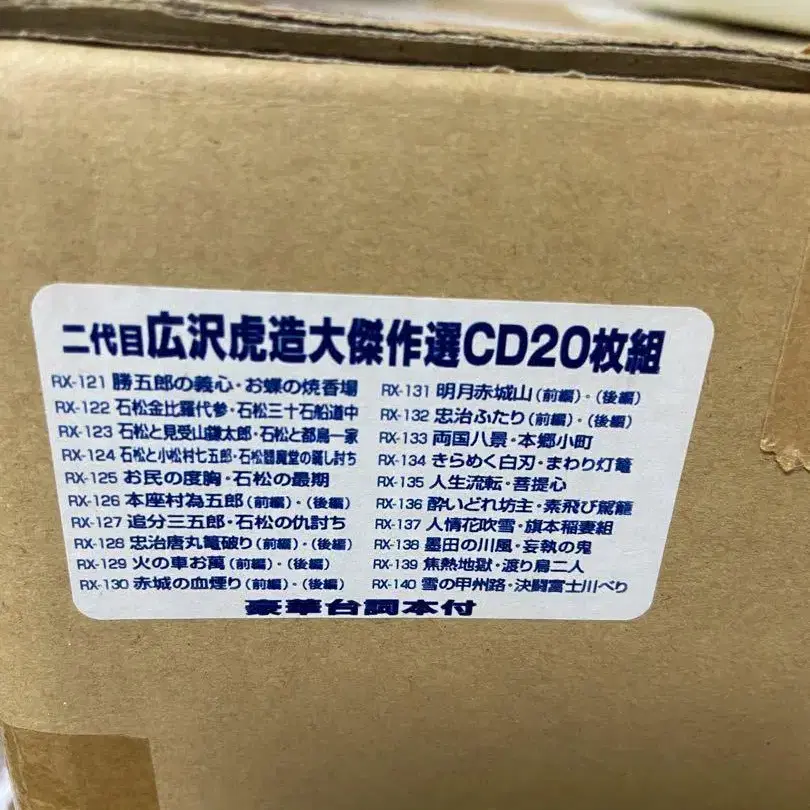 二代目広沢虎造大傑作選CD20枚組
RX-121 勝五郎の義心・お蝶の焼香場
RX-122 石松金比羅代参・石松三十石船道中
RX-123 石松と見受山鎌太郎・石松と都鳥一家
RX-124 石松と小松村七五郎・石松閻魔堂の騙し討ち
RX-125 お民の度胸・石松の最期
RX-126 本座村為五郎(前編)・(後編)
RX-127 追分三五郎・石松の仇討ち
RX-128 忠治唐丸籠破り(前編)・(後編)
RX-129 火の車お萬(前編)・(後編)
RX-130 赤城の血煙り(前編)・(後編)
RX-131 明月赤城山(前編)・(後編)
RX-132 忠治ふたり(前編)・(後編)
RX-133 両国八景・本郷小町
RX-134 きらめく白刃・まわり灯篭
RX-135 人生流転・菩提心
RX-136 酔いどれ坊主・素飛び駕籠
RX-137 人情花吹雪・旗本稲妻組
RX-138 墨田の川風・妄執の鬼
RX-139 焦熱地獄・渡り鳥二人
RX-140 雪の甲州路・決闘富士川べり
豪華台詞本付